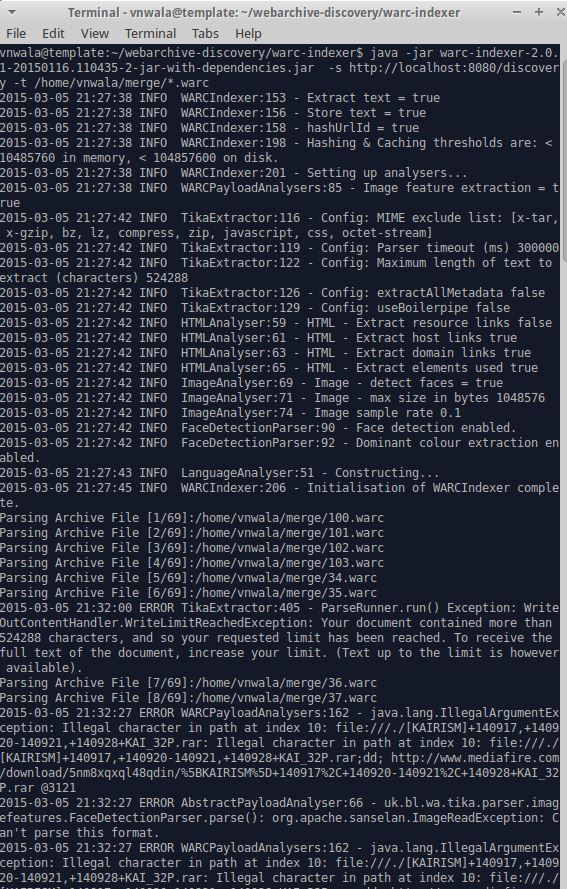 Terminal - vnwala@template: ~/webarchive-discovery/warc-indexer
File Edit View Terminal Tabs Help
vnwala@template:~/webarchive-discovery/warc-indexer$ java -jar warc-indexer-2.0.
1-20150116.110435-2-jar-with-dependencies.jar  -s http://localhost:8080/discover
y -t /home/vnwala/merge/*.warc
2015-03-05 21:27:38 INFO  WARCIndexer:153 - Extract text = true
2015-03-05 21:27:38 INFO  WARCIndexer:156 - Store text = true
2015-03-05 21:27:38 INFO  WARCIndexer:158 - hashUrlId = true
2015-03-05 21:27:38 INFO  WARCIndexer:198 - Hashing & Caching thresholds are: <
10485760 in memory, < 104857600 on disk.
2015-03-05 21:27:38 INFO  WARCIndexer:201 - Setting up analysers...
2015-03-05 21:27:38 INFO  WARCPayloadAnalysers:85 - Image feature extraction = t
rue
2015-03-05 21:27:42 INFO  TikaExtractor:116 - Config: MIME exclude list: [x-tar,
 x-gzip, bz, lz, compress, zip, javascript, css, octet-stream]
2015-03-05 21:27:42 INFO  TikaExtractor:119 - Config: Parser timeout (ms) 300000
2015-03-05 21:27:42 INFO  TikaExtractor:122 - Config: Maximum length of text to
extract (characters) 524288
2015-03-05 21:27:42 INFO  TikaExtractor:126 - Config: extractAllMetadata false
2015-03-05 21:27:42 INFO  TikaExtractor:129 - Config: useBoilerpipe false
2015-03-05 21:27:42 INFO  HTMLAnalyser:59 - HTML - Extract resource links false
2015-03-05 21:27:42 INFO  HTMLAnalyser:61 - HTML - Extract host links true
2015-03-05 21:27:42 INFO  HTMLAnalyser:63 - HTML - Extract domain links true
2015-03-05 21:27:42 INFO  HTMLAnalyser:65 - HTML - Extract elements used true
2015-03-05 21:27:42 INFO  ImageAnalyser:69 - Image - detect faces = true
2015-03-05 21:27:42 INFO  ImageAnalyser:71 - Image - max size in bytes 1048576
2015-03-05 21:27:42 INFO  ImageAnalyser:74 - Image sample rate 0.1
2015-03-05 21:27:42 INFO  FaceDetectionParser:90 - Face detection enabled.
2015-03-05 21:27:42 INFO  FaceDetectionParser:92 - Dominant colour extraction en
abled.
2015-03-05 21:27:43 INFO  LanguageAnalyser:51 - Constructing...
2015-03-05 21:27:45 INFO  WARCIndexer:206 - Initialisation of WARCIndexer comple
te.
Parsing Archive File [1/69]:/home/vnwala/merge/100.warc
Parsing Archive File [2/69]:/home/vnwala/merge/101.warc
Parsing Archive File [3/69]:/home/vnwala/merge/102.warc
Parsing Archive File [4/69]:/home/vnwala/merge/103.warc
Parsing Archive File [5/69]:/home/vnwala/merge/34.warc
Parsing Archive File [6/69]:/home/vnwala/merge/35.warc
2015-03-05 21:32:00 ERROR TikaExtractor:405 - ParseRunner.run() Exception: Write
OutContentHandler.WriteLimitReachedException: Your document contained more than
524288 characters, and so your requested limit has been reached. To receive the
full text of the document, increase your limit. (Text up to the limit is however
 available).
Parsing Archive File [7/69]:/home/vnwala/merge/36.warc
Parsing Archive File [8/69]:/home/vnwala/merge/37.warc
2015-03-05 21:32:27 ERROR WARCPayloadAnalysers:162 - java.lang.IllegalArgumentEx
ception: Illegal character in path at index 10: file:///./[KAIRISM]+140917,+1409
20-140921,+140928+KAI_32P.rar: Illegal character in path at index 10: file:///./
[KAIRISM]+140917,+140920-140921,+140928+KAI_32P.rar;dd; http://www.mediafire.com
/download/5nm8xqxql48qdin/%5BKAIRISM%5D+140917%2C+140920-140921%2C+140928+KAI_32
P.rar @3121
2015-03-05 21:32:27 ERROR AbstractPayloadAnalyser:66 - uk.bl.wa.tika.parser.imag
efeatures.FaceDetectionParser.parse(): org.apache.sanselan.ImageReadException: C
an't parse this format.
2015-03-05 21:32:27 ERROR WARCPayloadAnalysers:162 - java.lang.IllegalArgumentEx
ception: Illegal character in path at index 10: file:///./[KAIRISM]+140917,+1409
20-140921,+140928+KAI_32P.rar: Illegal character in path at index 10: file:///./